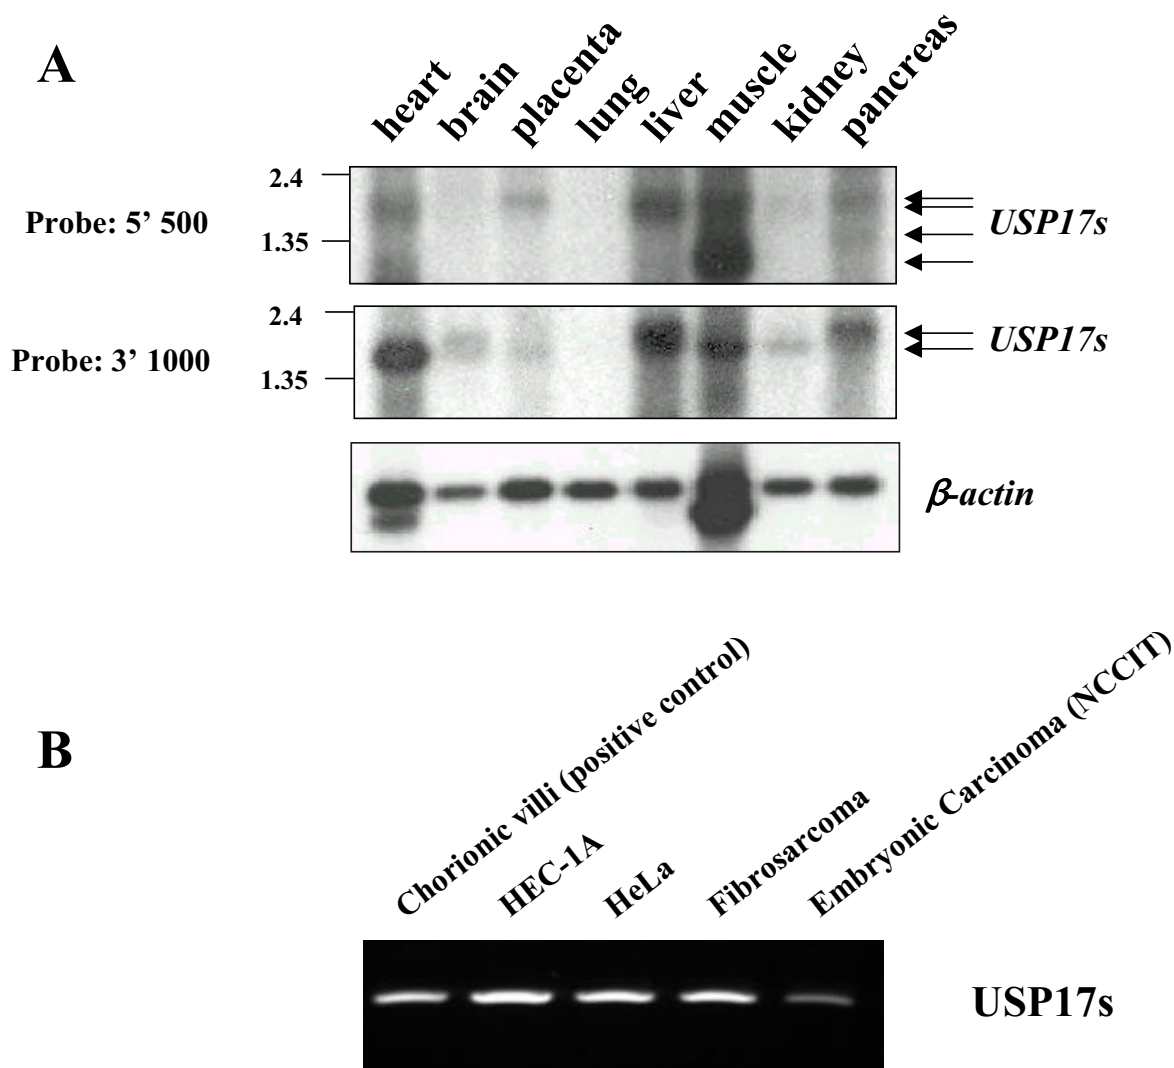 A
heart
brain
placenta
lung
liver
muscle
kidney
pancreas
Probe: 5’ 500
2.4
1.35
USP17s
Probe: 3’ 1000
2.4
1.35
USP17s
β-actin
B
Chorionic villi (positive control)
HEC-1A
HeLa
Fibrosarcoma
Embryonic Carcinoma (NCCIT)
USP17s